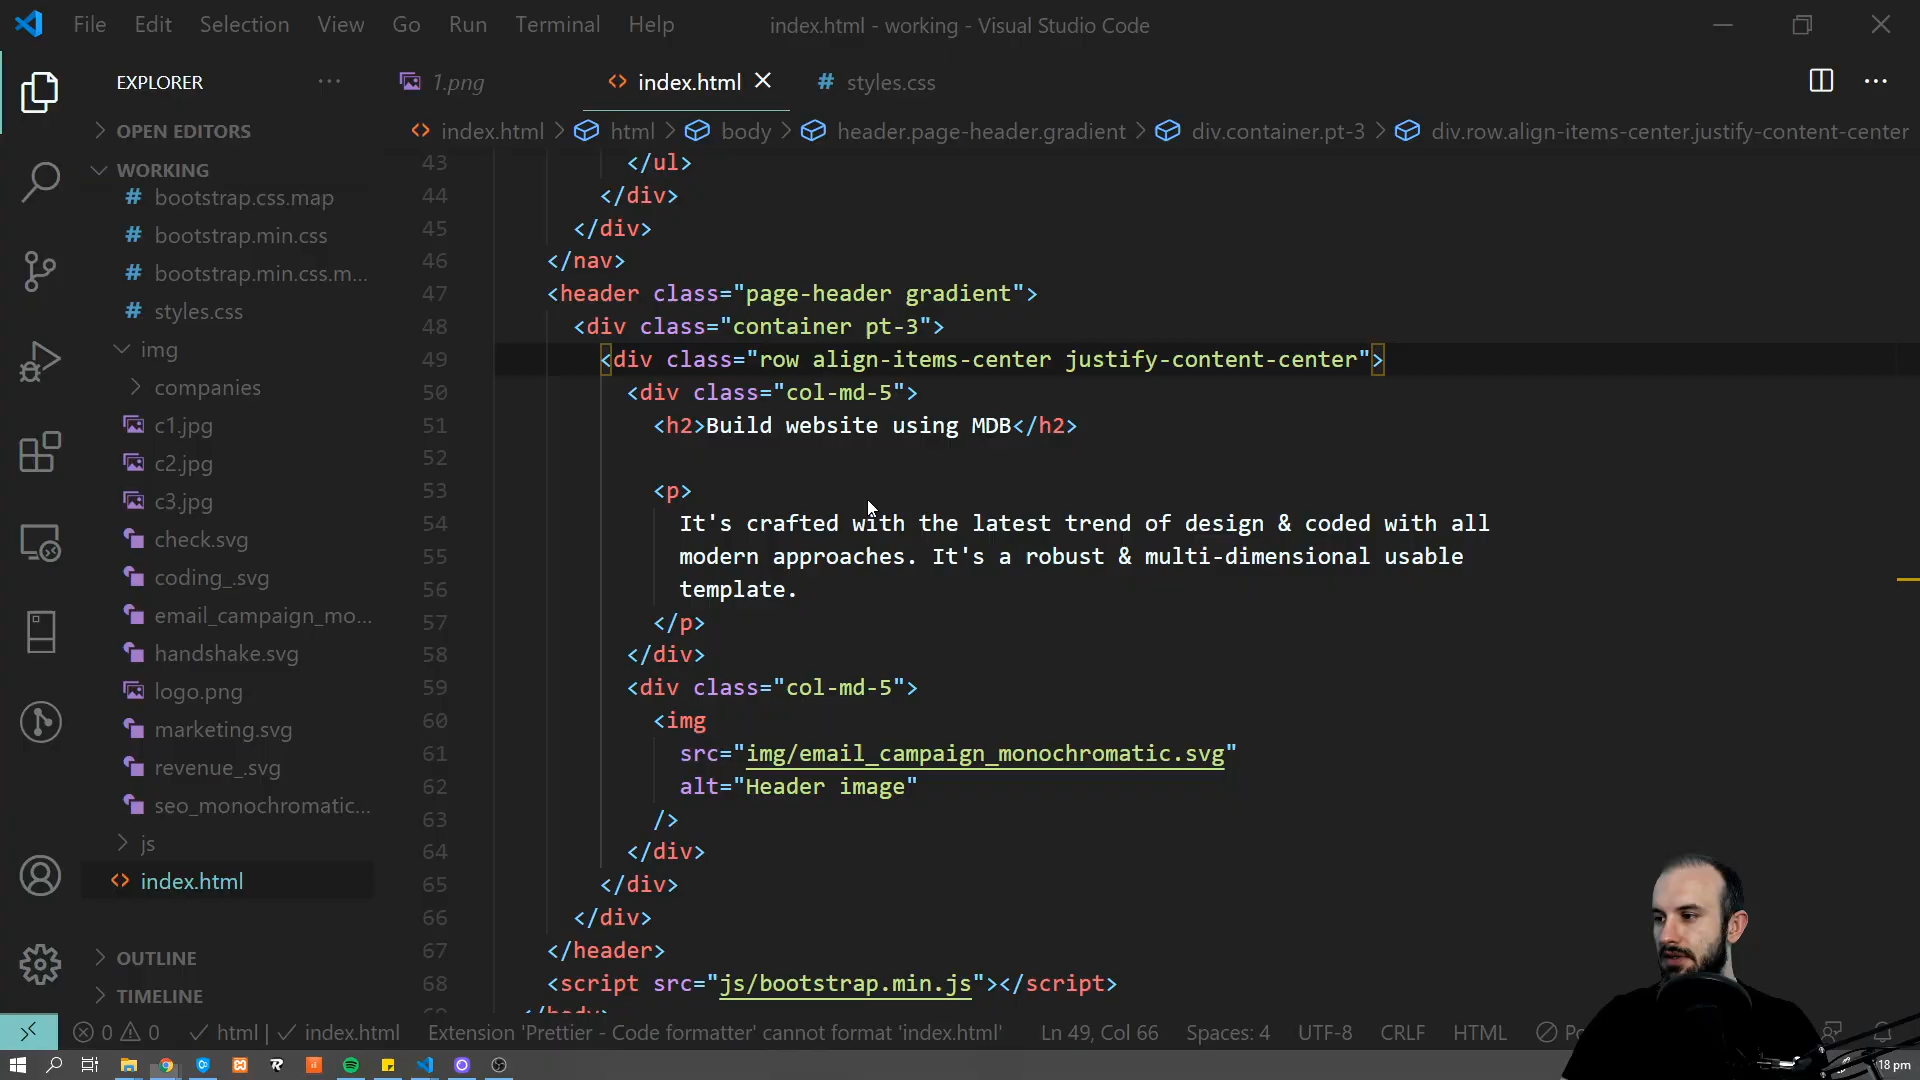 File Edit Selection View Go Run Terminal Help index.html - working - Visual Studio Code
EXPLORER
1.png index.html styles.css
index.html > html > body > header.page-header.gradient > div.container.pt-3 > div.row.align-items-center.justify-content-center
OPEN EDITORS
WORKING
bootstrap.css.map
bootstrap.min.css
bootstrap.min.css.m...
styles.css
img
companies
c1.jpg
c2.jpg
c3.jpg
check.svg
coding_.svg
email_campaign_mo...
handshake.svg
logo.png
marketing.svg
revenue_.svg
seo_monochromatic...
js
index.html
OUTLINE
TIMELINE
43 </ul>
44 </div>
45 </div>
46 </nav>
47 <header class="page-header gradient">
48 <div class="container pt-3">
49 <div class="row align-items-center justify-content-center">
50 <div class="col-md-5">
51 <h2>Build website using MDB</h2>
52
53 <p>
54 It's crafted with the latest trend of design & coded with all
55 modern approaches. It's a robust & multi-dimensional usable
56 template.
57 </p>
58 </div>
59 <div class="col-md-5">
60 <img
61 src="img/email_campaign_monochromatic.svg"
62 alt="Header image"
63 />
64 </div>
65 </div>
66 </div>
67 </header>
68 <script src="js/bootstrap.min.js"></script>
0 0 html | index.html Extension 'Prettier - Code formatter' cannot format 'index.html' Ln 49, Col 66 Spaces: 4 UTF-8 CRLF HTML
18 pm